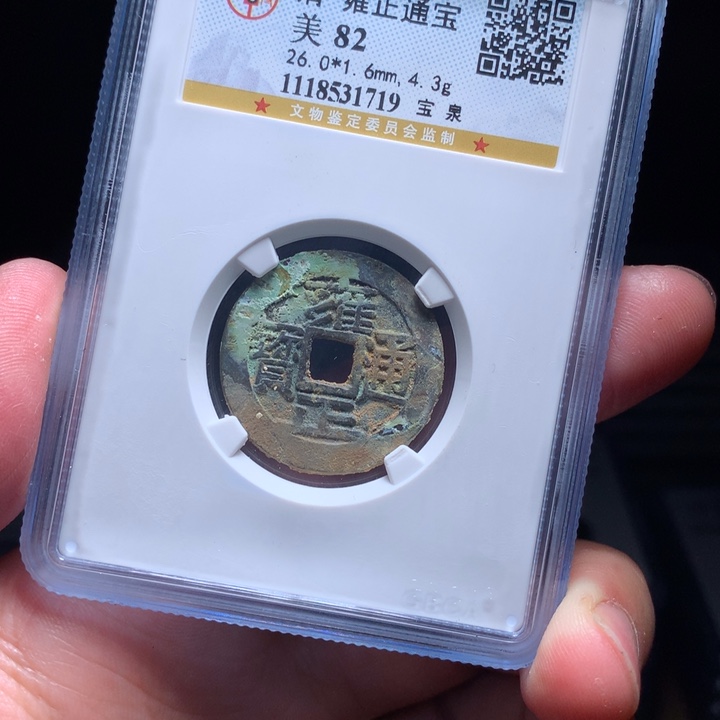 清 雍正通宝
美 82
26.0*1.6mm, 4.3g
1118531719 宝泉
文物鉴定委员会监制
雍正通寶